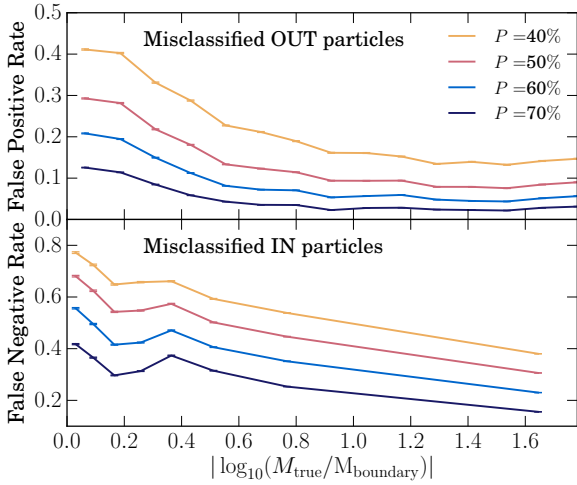 0.5
0.4
0.3
0.2
0.1
0.0
False Positive Rate
Misclassified OUT particles
P =40%
P =50%
P =60%
P =70%
0.8
0.6
0.4
0.2
False Negative Rate
Misclassified IN particles
0.0 0.2 0.4 0.6 0.8 1.0 1.2 1.4 1.6
|log₁₀(M_true/M_boundary)|